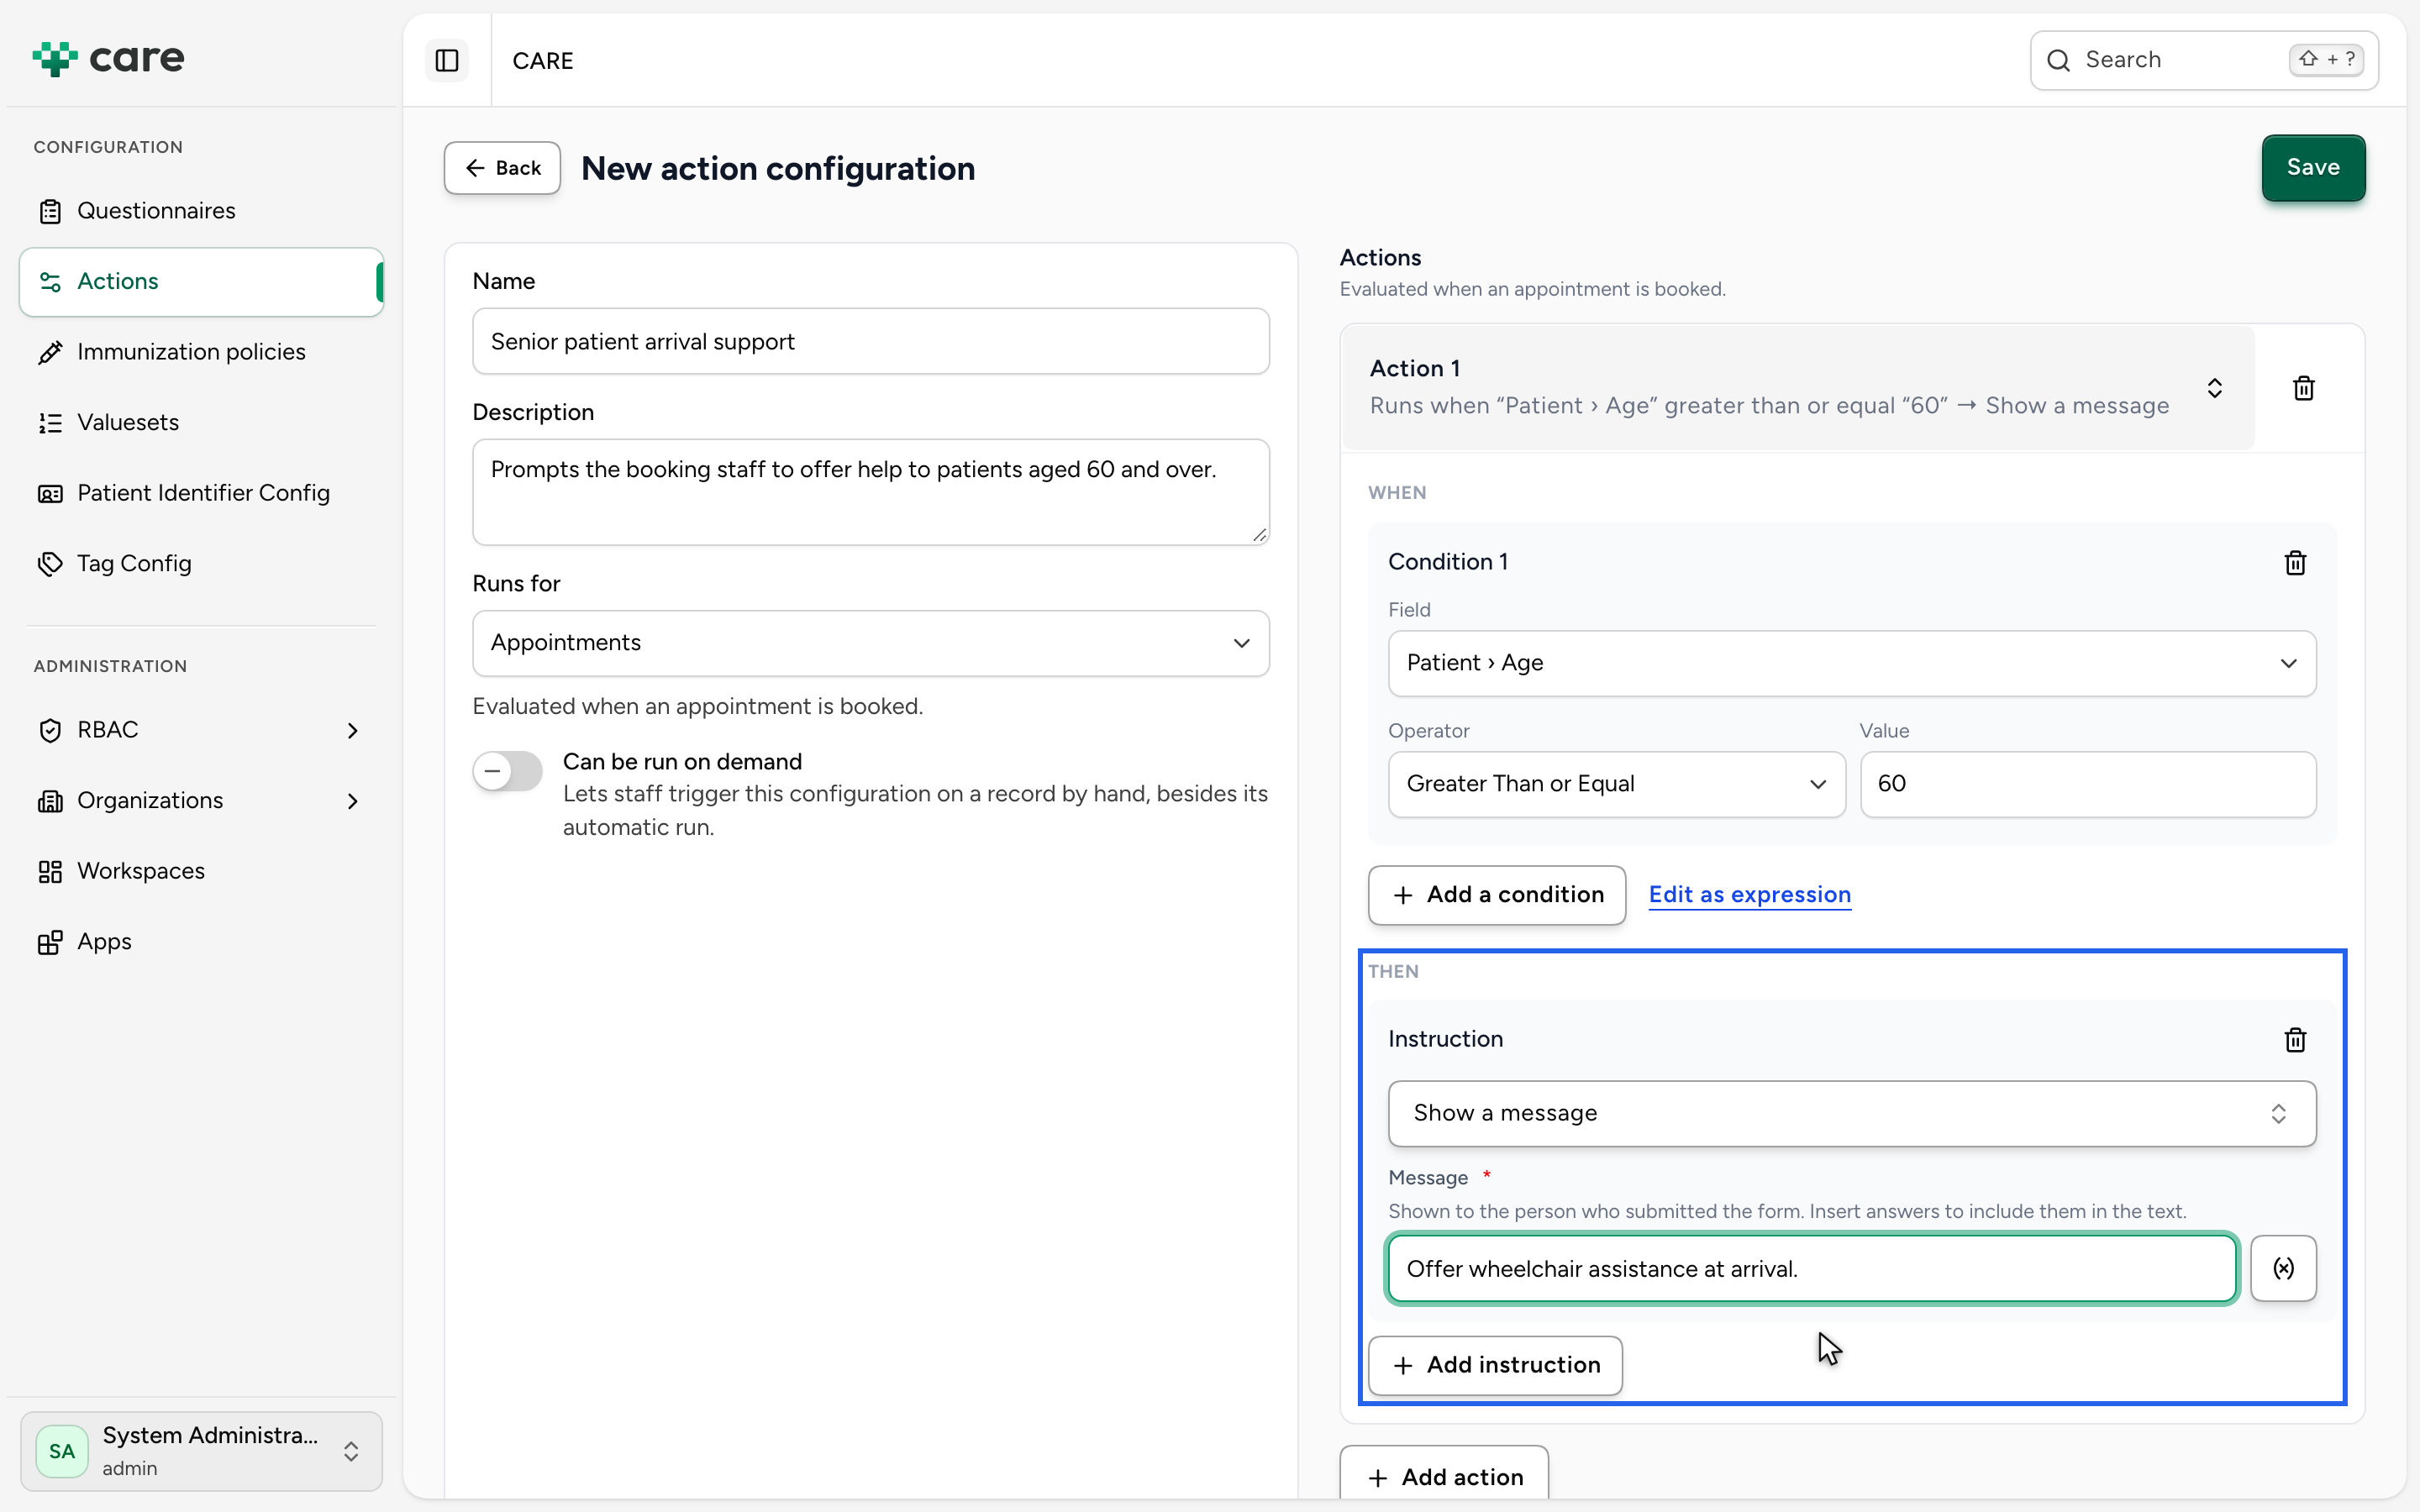 care
CARE
Search
⇧ + ?
CONFIGURATION
Questionnaires
Actions
Immunization policies
Valuesets
Patient Identifier Config
Tag Config
ADMINISTRATION
RBAC
Organizations
Workspaces
Apps
SA
System Administra...
admin
Back
New action configuration
Save
Name
Senior patient arrival support
Description
Prompts the booking staff to offer help to patients aged 60 and over.
Runs for
Appointments
Evaluated when an appointment is booked.
Can be run on demand
Lets staff trigger this configuration on a record by hand, besides its
automatic run.
Actions
Evaluated when an appointment is booked.
Action 1
Runs when “Patient › Age” greater than or equal “60” → Show a message
WHEN
Condition 1
Field
Patient › Age
Operator
Value
Greater Than or Equal
60
Add a condition
Edit as expression
THEN
Instruction
Show a message
Message *
Shown to the person who submitted the form. Insert answers to include them in the text.
Offer wheelchair assistance at arrival.
(x)
Add instruction
Add action